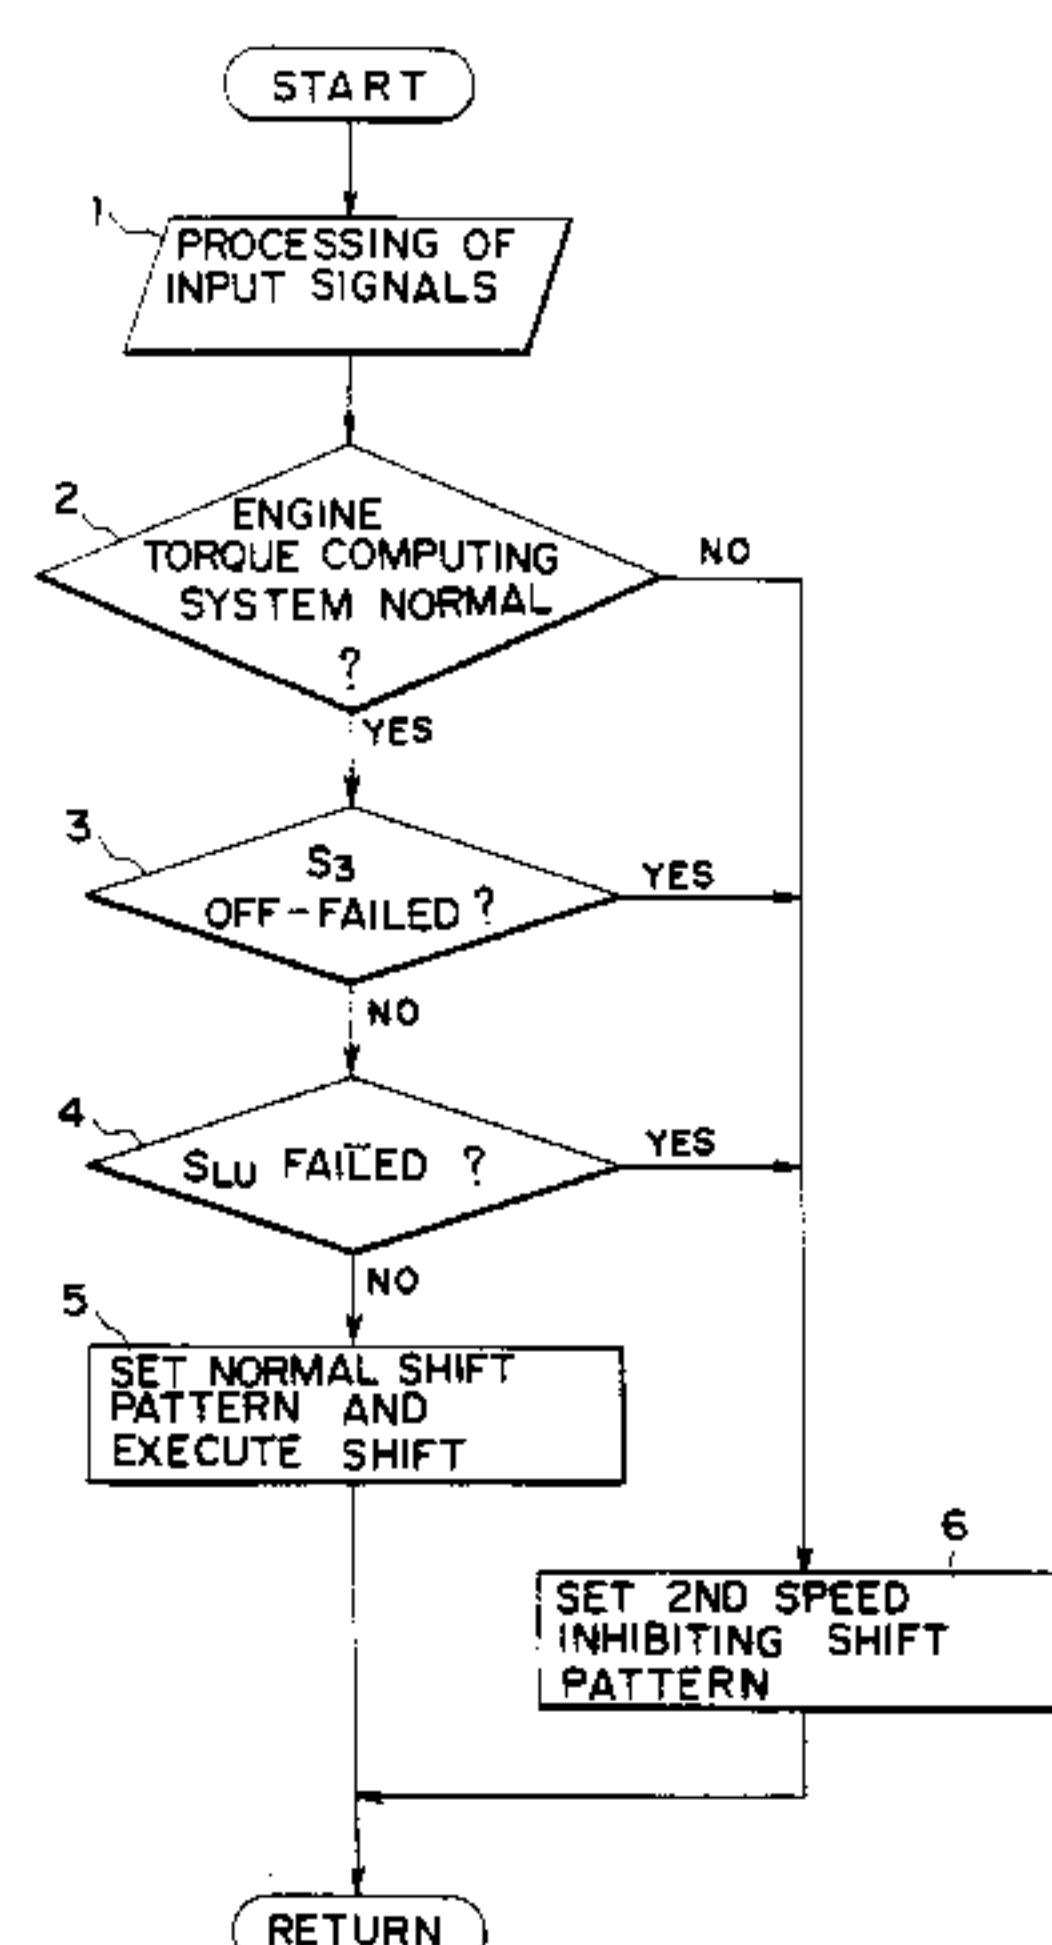 START
1
PROCESSING OF
INPUT SIGNALS
2
ENGINE
TORQUE COMPUTING
SYSTEM NORMAL
?
NO
YES
3
S3
OFF-FAILED ?
YES
NO
4
SLU FAILED ?
YES
NO
5
SET NORMAL SHIFT
PATTERN AND
EXECUTE SHIFT
6
SET 2ND SPEED
INHIBITING SHIFT
PATTERN
RETURN